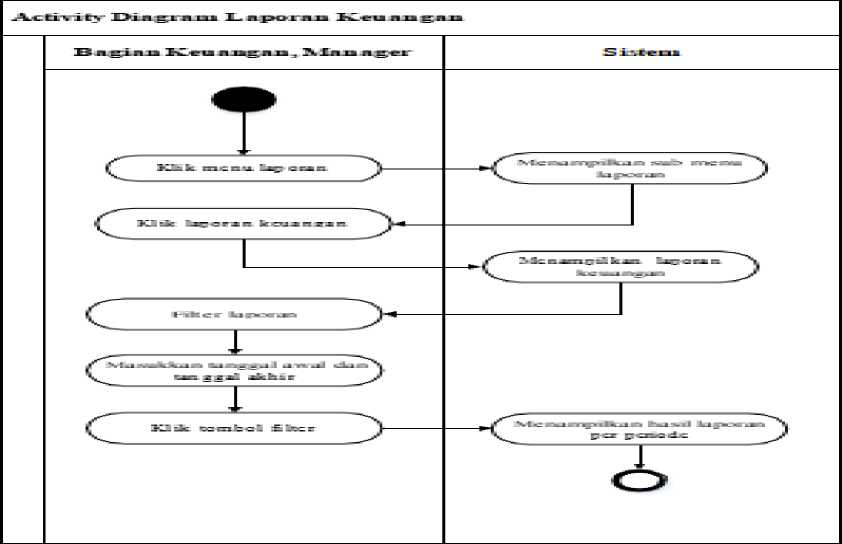 Activity Diagram Laporan Keuangan
Bagian Keuangan, Manager
Sistem
Klik menu laporan
Menampilkan sub menu
laporan
Klik laporan keuangan
Menampilkan laporan
keuangan
Filter laporan
Masukkan tanggal awal dan
tanggal akhir
Klik tombol filter
Menampilkan hasil laporan
per periode